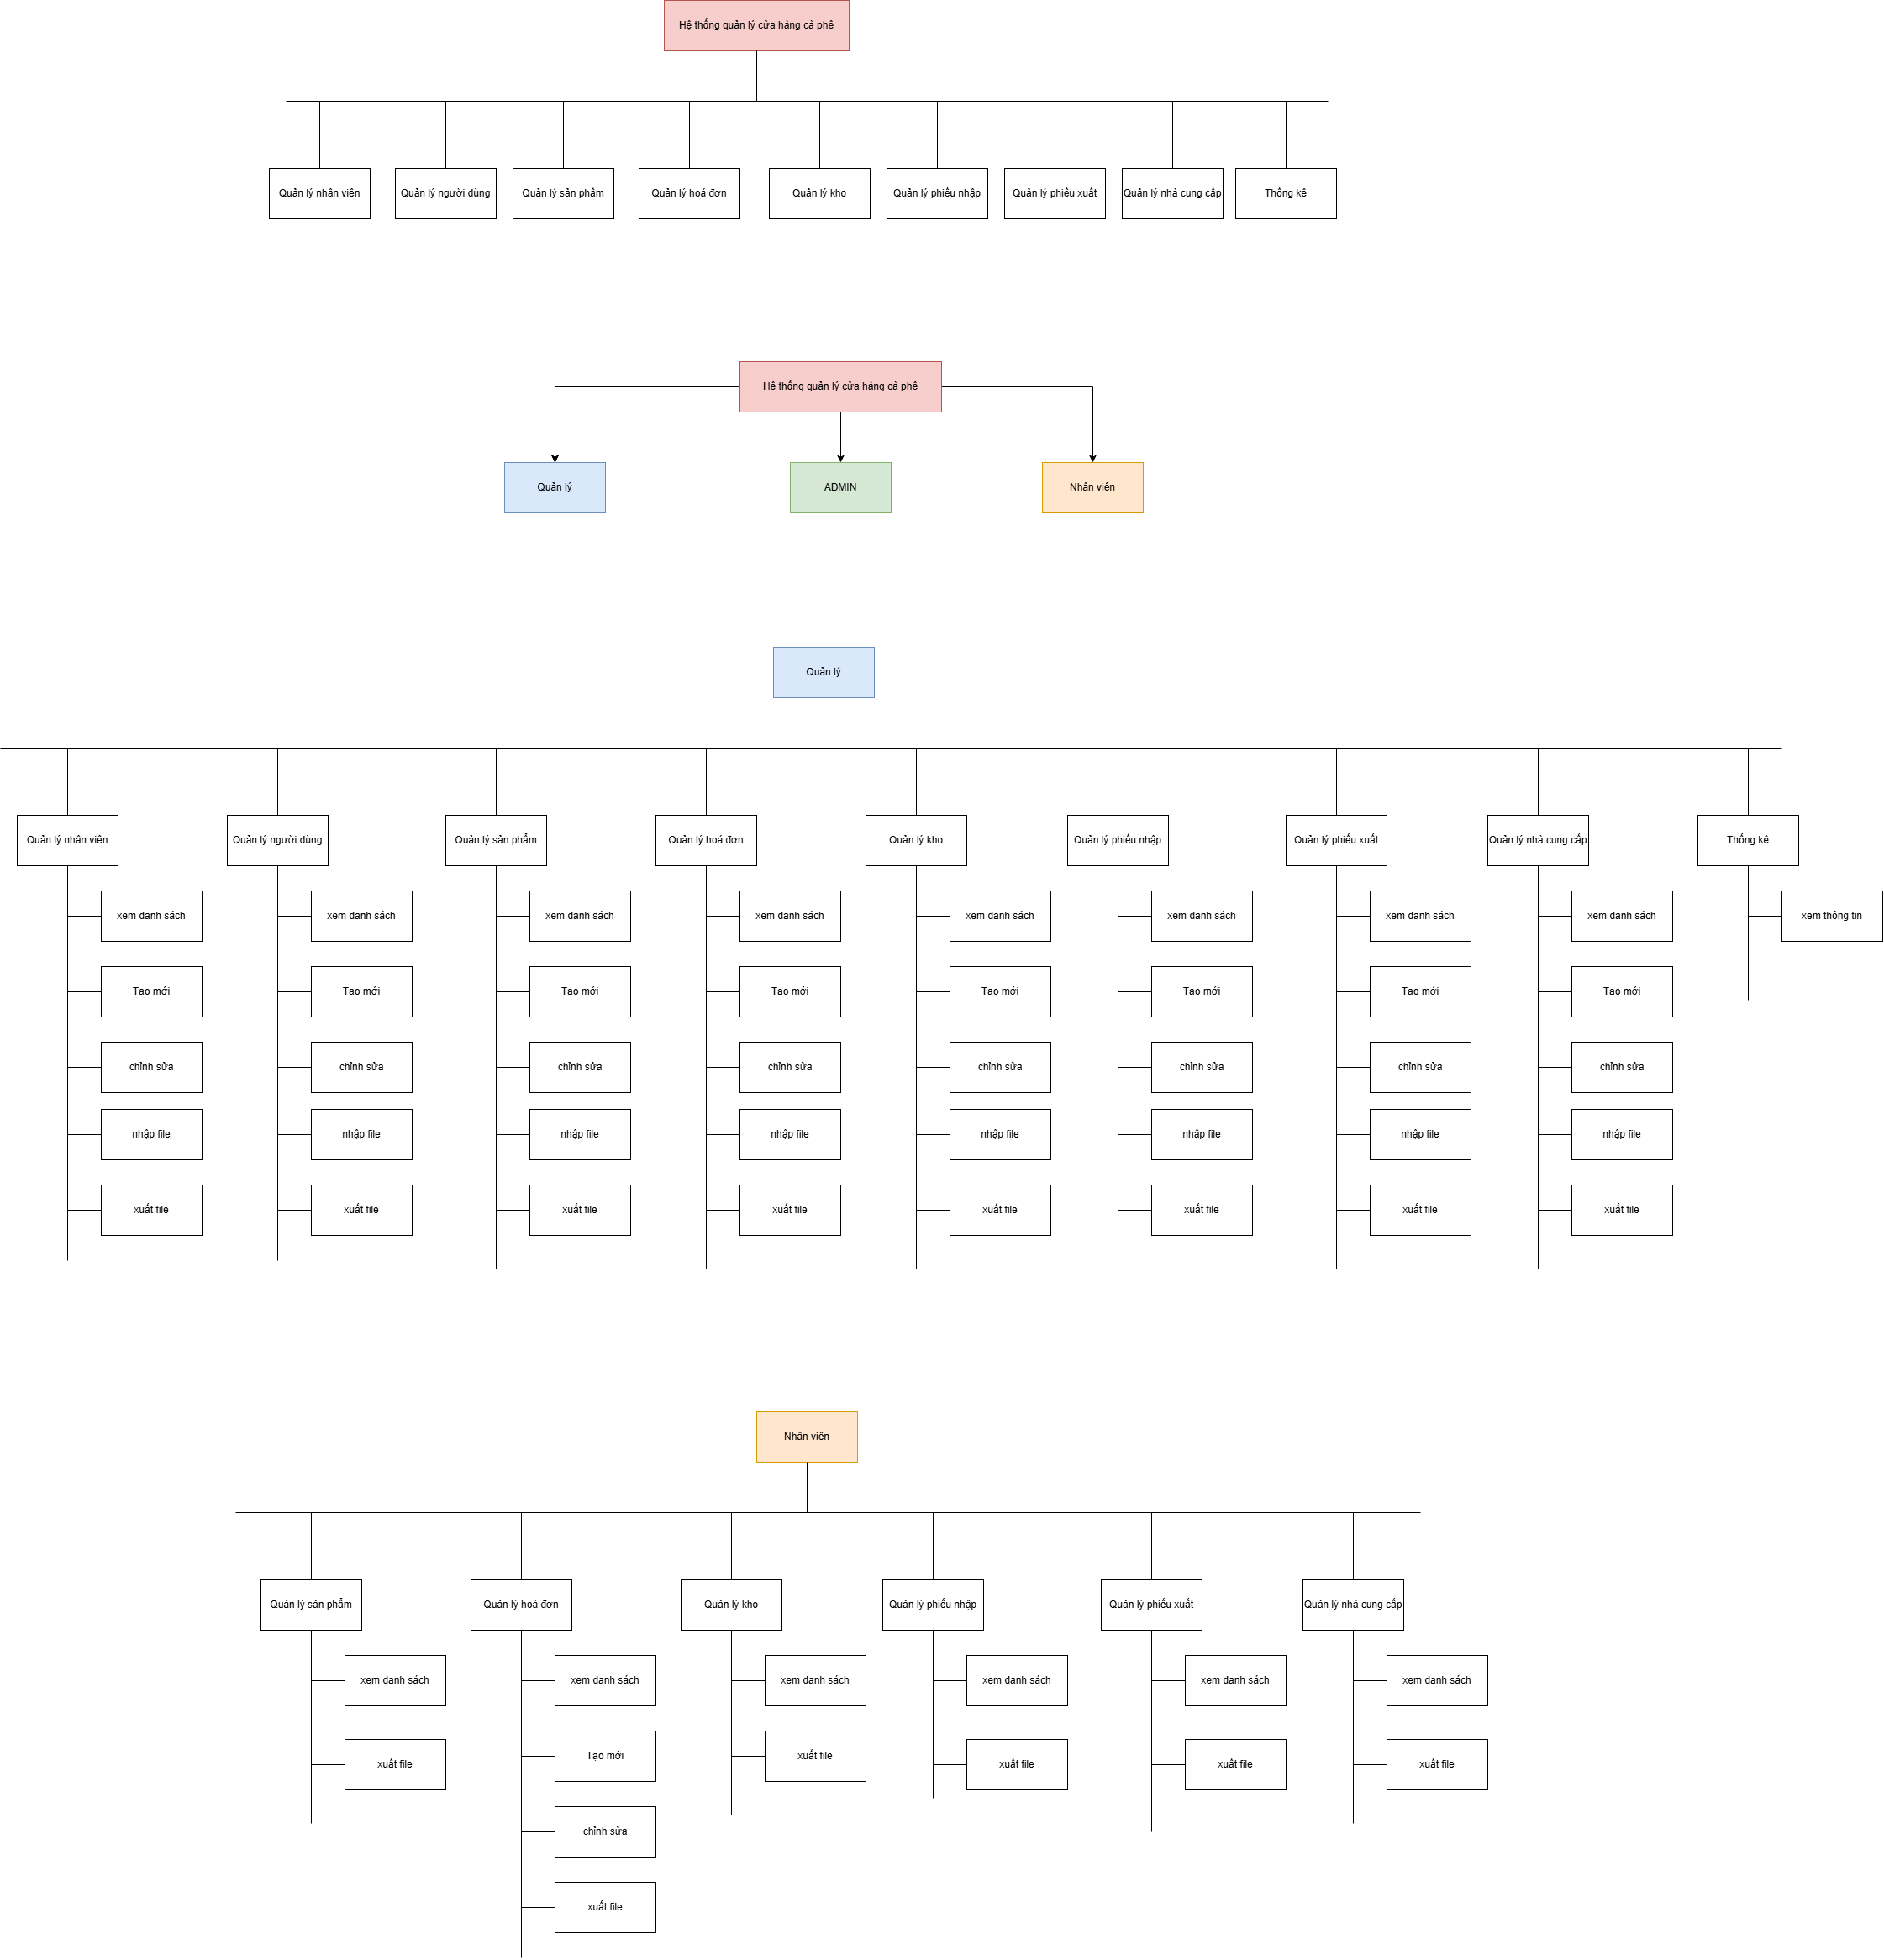 Hệ thống quản lý cửa hàng cà phê
Quản lý nhân viên
Quản lý người dùng
Quản lý sản phẩm
Quản lý hoá đơn
Quản lý kho
Quản lý phiếu nhập
Quản lý phiếu xuất
Quản lý nhà cung cấp
Thống kê
Hệ thống quản lý cửa hàng cà phê
Quản lý
ADMIN
Nhân viên
Quản lý
Quản lý nhân viên
Quản lý người dùng
Quản lý sản phẩm
Quản lý hoá đơn
Quản lý kho
Quản lý phiếu nhập
Quản lý phiếu xuất
Quản lý nhà cung cấp
Thống kê
xem danh sách
xem danh sách
xem danh sách
xem danh sách
xem danh sách
xem danh sách
xem danh sách
xem danh sách
xem thông tin
Tạo mới
Tạo mới
Tạo mới
Tạo mới
Tạo mới
Tạo mới
Tạo mới
Tạo mới
chỉnh sửa
chỉnh sửa
chỉnh sửa
chỉnh sửa
chỉnh sửa
chỉnh sửa
chỉnh sửa
chỉnh sửa
nhập file
nhập file
nhập file
nhập file
nhập file
nhập file
nhập file
nhập file
xuất file
xuất file
xuất file
xuất file
xuất file
xuất file
xuất file
xuất file
Nhân viên
Quản lý sản phẩm
Quản lý hoá đơn
Quản lý kho
Quản lý phiếu nhập
Quản lý phiếu xuất
Quản lý nhà cung cấp
xem danh sách
xem danh sách
xem danh sách
xem danh sách
xem danh sách
xem danh sách
xuất file
Tạo mới
xuất file
xuất file
xuất file
xuất file
chỉnh sửa
xuất file